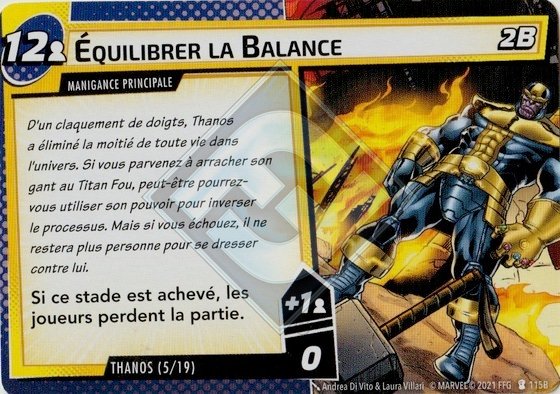 12
ÉQUILIBRER LA BALANCE
2B
MANIGANCE PRINCIPALE
D'un claquement de doigts, Thanos
a éliminé la moitié de toute vie dans
l'univers. Si vous parvenez à arracher son
gant au Titan Fou, peut-être pourrez-
vous utiliser son pouvoir pour inverser
le processus. Mais si vous échouez, il ne
restera plus personne pour se dresser
contre lui.
Si ce stade est achevé, les
joueurs perdent la partie.
+1
0
THANOS (5/19)
Andrea Di Vito & Laura Villari © MARVEL © 2021 FFG 115B